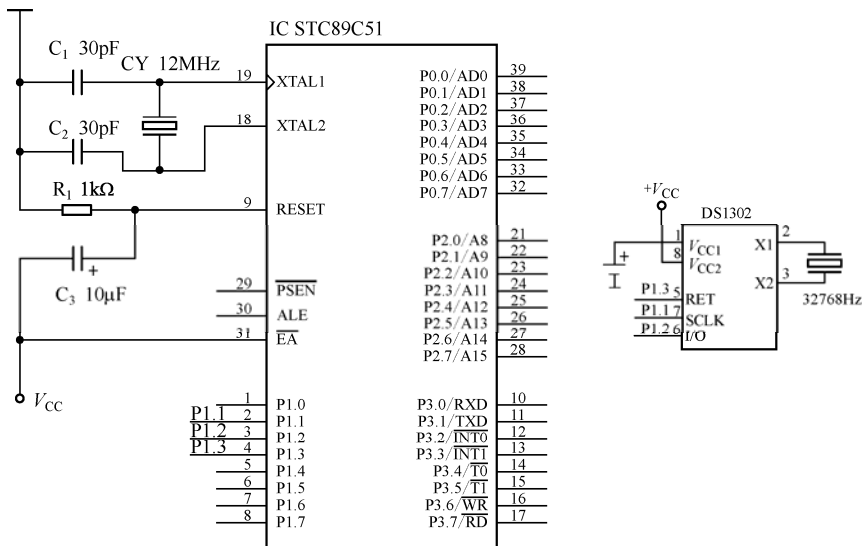 IC STC89C51
C₁ 30pF
CY 12MHz
19 XTAL1
C₂ 30pF
18 XTAL2
R₁ 1kΩ
9 RESET
+
C₃ 10μF
29 PSEN
30 ALE
31 EA
V_CC
1 P1.0
P1.1 2 P1.1
P1.2 3 P1.2
P1.3 4 P1.3
5 P1.4
6 P1.5
7 P1.6
8 P1.7
P0.0/AD0 39
P0.1/AD1 38
P0.2/AD2 37
P0.3/AD3 36
P0.4/AD4 35
P0.5/AD5 34
P0.6/AD6 33
P0.7/AD7 32
P2.0/A8 21
P2.1/A9 22
P2.2/A10 23
P2.3/A11 24
P2.4/A12 25
P2.5/A13 26
P2.6/A14 27
P2.7/A15 28
P3.0/RXD 10
P3.1/TXD 11
P3.2/INT0 12
P3.3/INT1 13
P3.4/T0 14
P3.5/T1 15
P3.6/WR 16
P3.7/RD 17
+V_CC
DS1302
1 V_CC1
8 V_CC2
+
X1 2
X2 3
32768Hz
P1.3 5 RET
P1.1 7 SCLK
P1.2 6 I/O